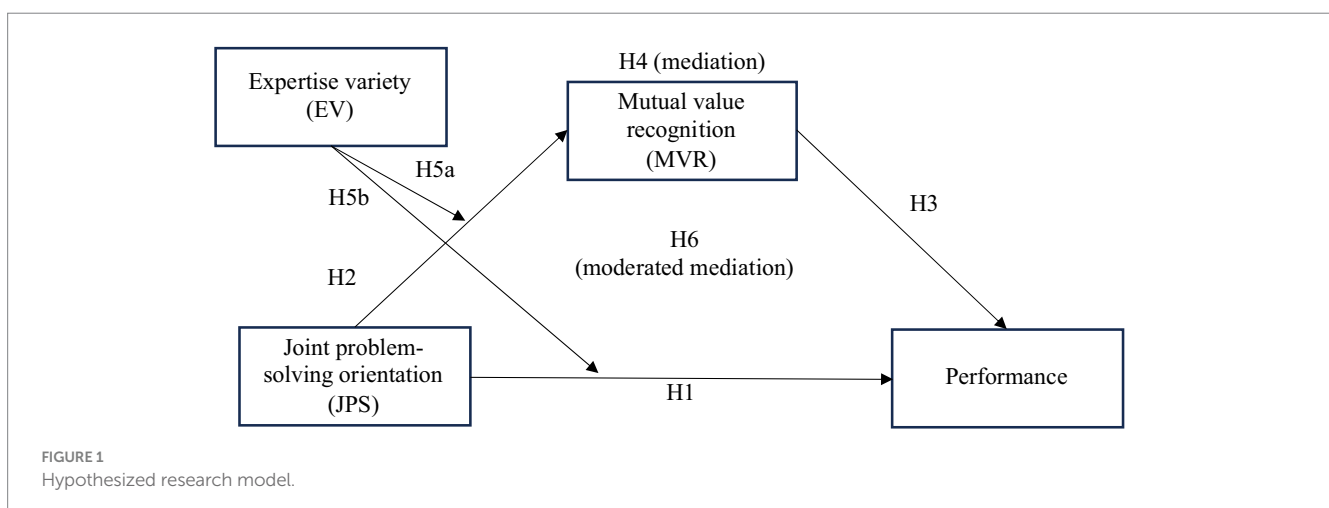 Expertise variety
(EV)
H4 (mediation)
Mutual value
recognition
(MVR)
H5a
H5b
H3
H6
(moderated mediation)
H2
Joint problem-
solving orientation
(JPS)
H1
Performance
FIGURE 1
Hypothesized research model.